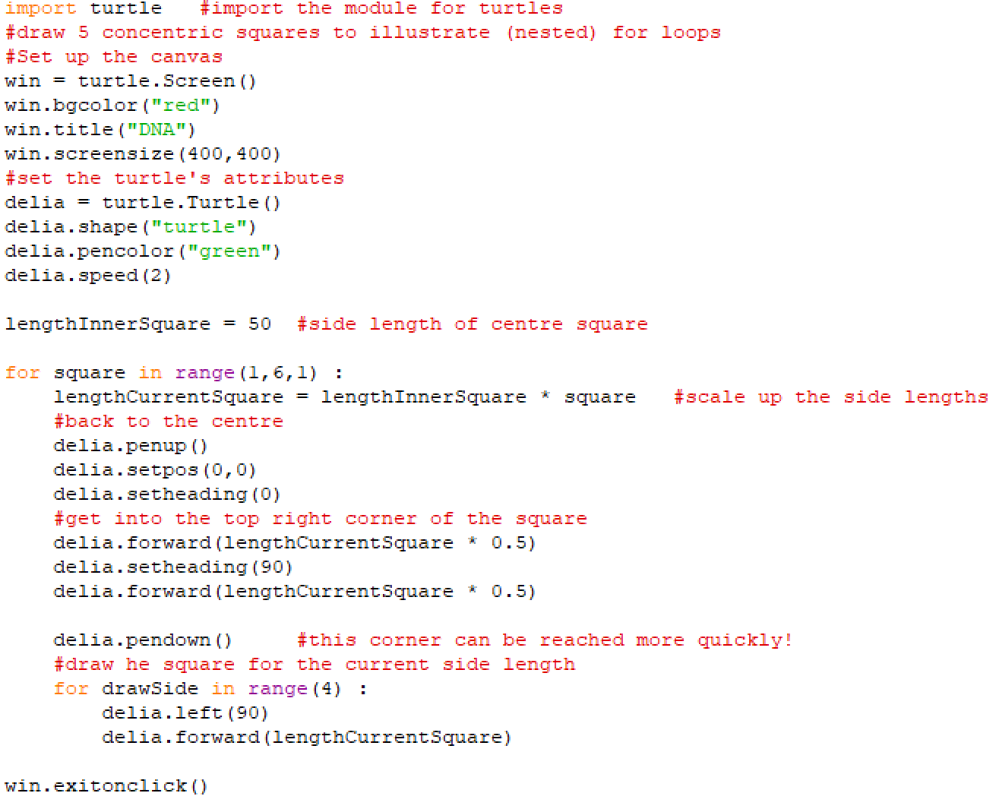 import turtle   #import the module for turtles
#draw 5 concentric squares to illustrate (nested) for loops
#Set up the canvas
win = turtle.Screen()
win.bgcolor("red")
win.title("DNA")
win.screensize(400,400)
#set the turtle's attributes
delia = turtle.Turtle()
delia.shape("turtle")
delia.pencolor("green")
delia.speed(2)

lengthInnerSquare = 50  #side length of centre square

for square in range(1,6,1) :
    lengthCurrentSquare = lengthInnerSquare * square   #scale up the side lengths
    #back to the centre
    delia.penup()
    delia.setpos(0,0)
    delia.setheading(0)
    #get into the top right corner of the square
    delia.forward(lengthCurrentSquare * 0.5)
    delia.setheading(90)
    delia.forward(lengthCurrentSquare * 0.5)

    delia.pendown()     #this corner can be reached more quickly!
    #draw he square for the current side length
    for drawSide in range(4) :
        delia.left(90)
        delia.forward(lengthCurrentSquare)

win.exitonclick()